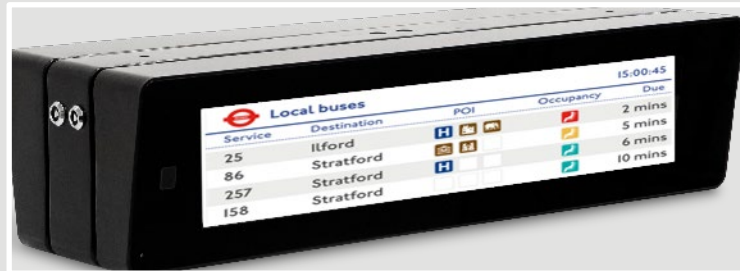 15:00:45
Local buses
Service Destination POI Occupancy Due
25 Ilford H 2 mins
86 Stratford 5 mins
257 Stratford H 6 mins
158 Stratford 10 mins